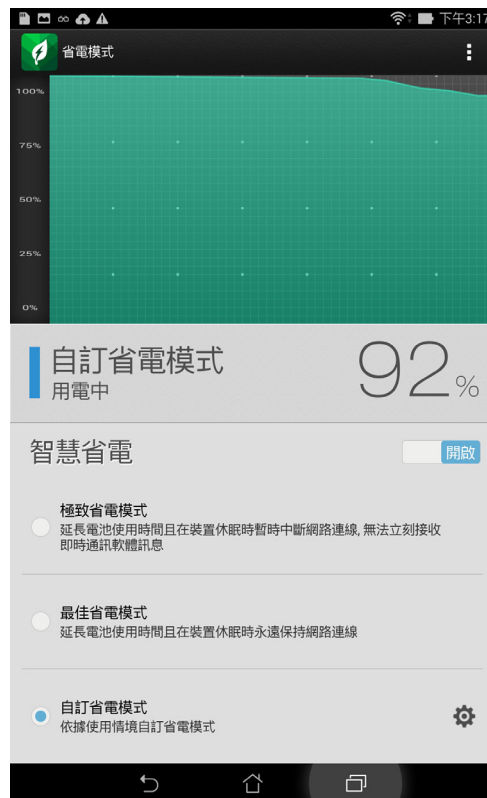 下午3:17
省電模式
100%
75%
50%
25%
0%
自訂省電模式
用電中
92%
智慧省電
開啟
極致省電模式
延長電池使用時間且在裝置休眠時暫時中斷網路連線, 無法立刻接收
即時通訊軟體訊息
最佳省電模式
延長電池使用時間且在裝置休眠時永遠保持網路連線
自訂省電模式
依據使用情境自訂省電模式